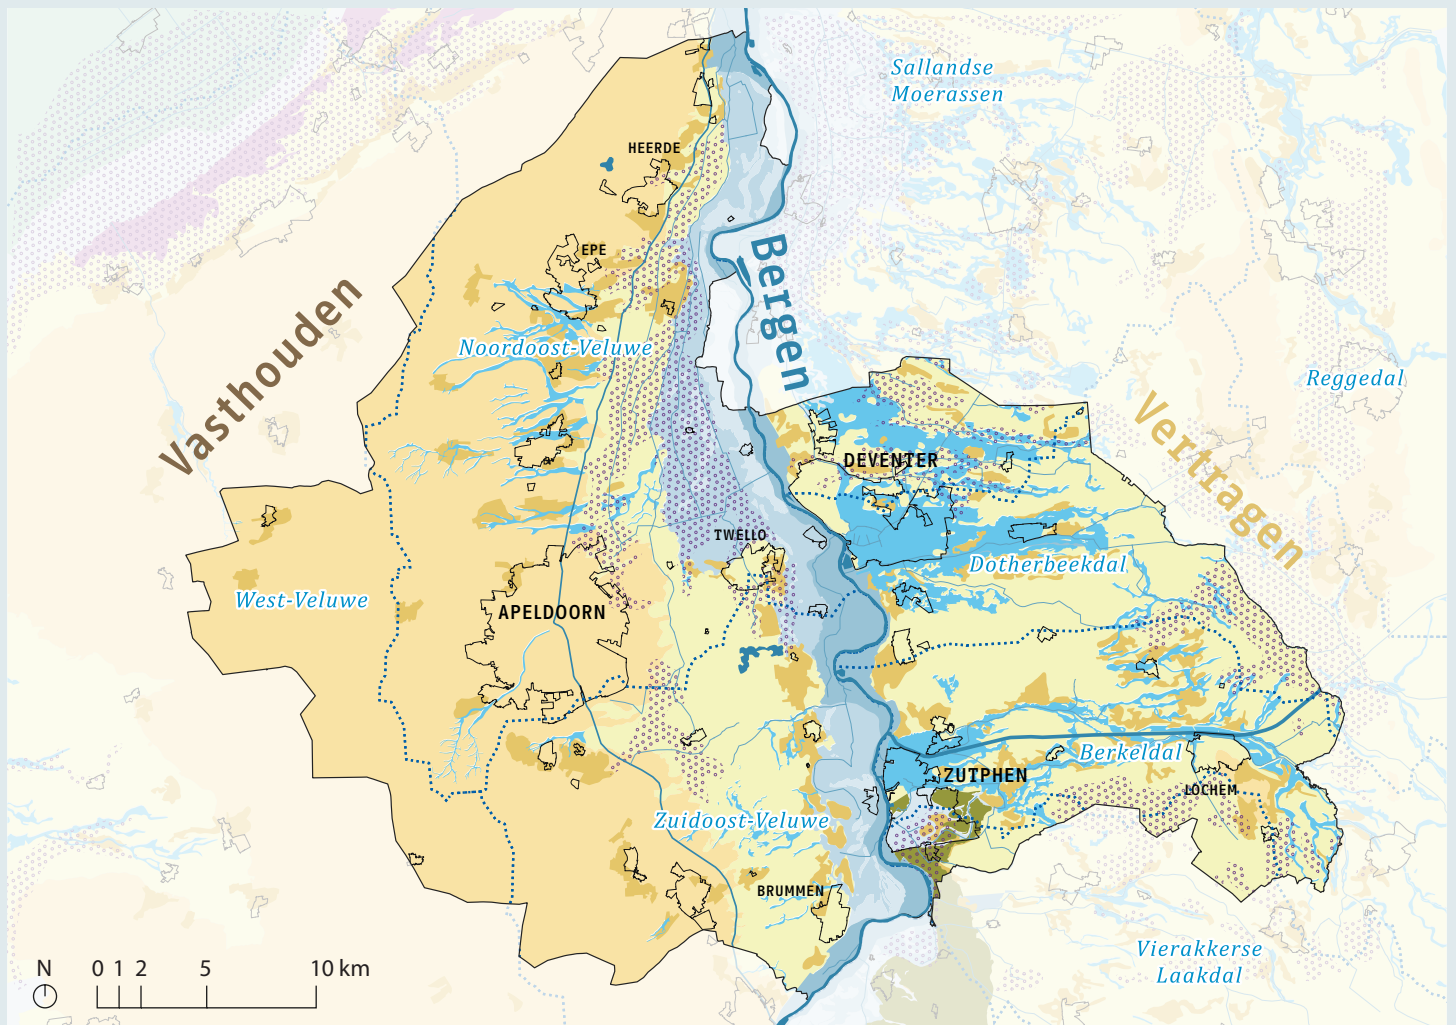 Sallandse
Moerassen
HEERDE
EPE
Bergen
Vasthouden
Noordoost-Veluwe
Reggedal
Vertragen
DEVENTER
TWELLO
Dotherbeekdal
West-Veluwe
APELDOORN
Berkeldal
ZUTPHEN
LOCHEM
Zuidoost-Veluwe
BRUMMEN
Vierakkerse
Laakdal
N 0 1 2 5 10 km